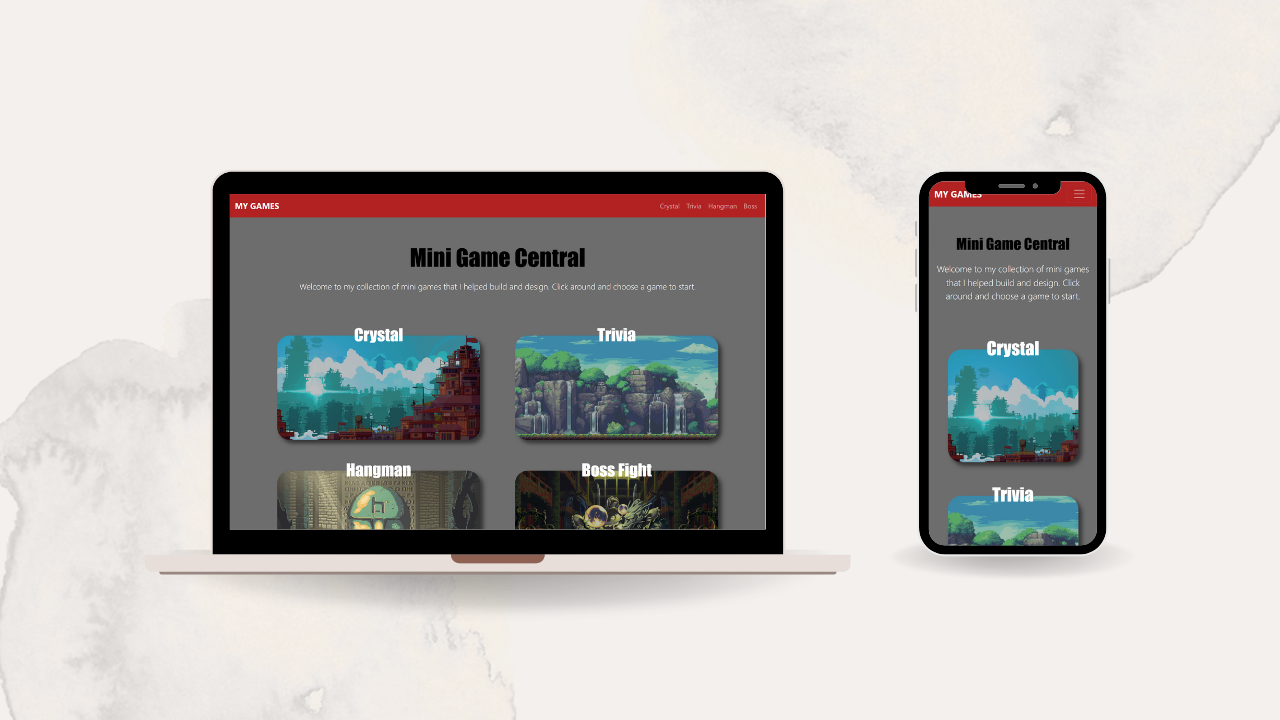 MY GAMES
Crystal Trivia Hangman Boss
Mini Game Central
Welcome to my collection of mini games that I helped build and design. Click around and choose a game to start.
Crystal
Trivia
Hangman
Boss Fight
MY GAMES
Mini Game Central
Welcome to my collection of mini games
that I helped build and design. Click
around and choose a game to start.
Crystal
Trivia